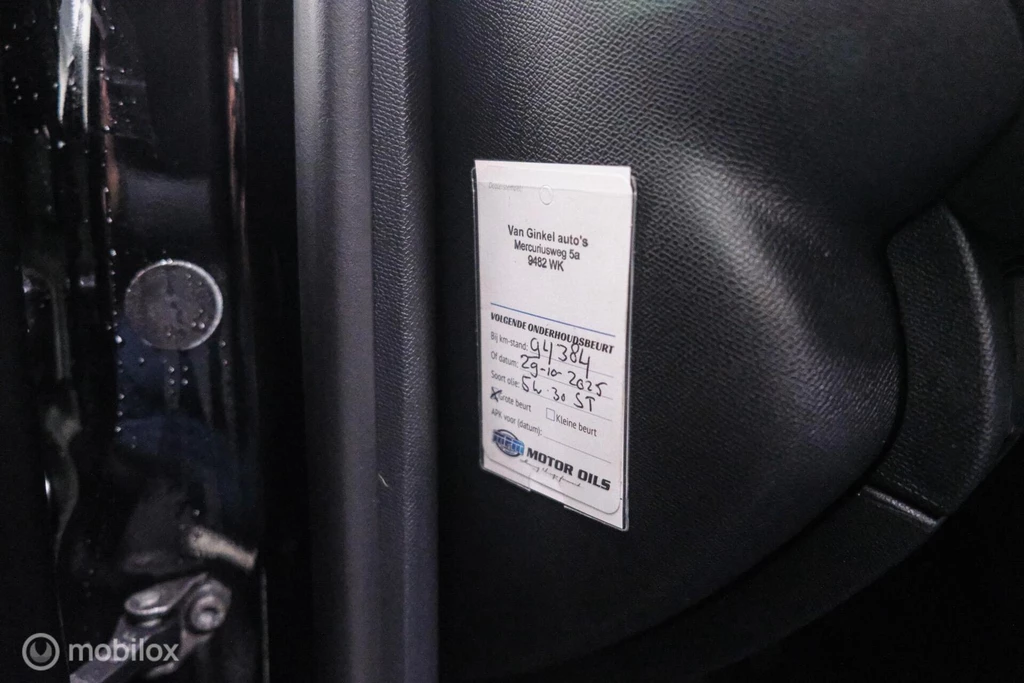 Van Ginkel auto's
Mercuriusweg 5a
9482 WK
VOLGENDE ONDERHOUDSBEURT
Bij km-stand: 94384
Of datum: 29-10-2025
Soort olie: 5W-30 ST
Grote beurt Kleine beurt
APK voor (datum):
MOTOR OILS
mobilox